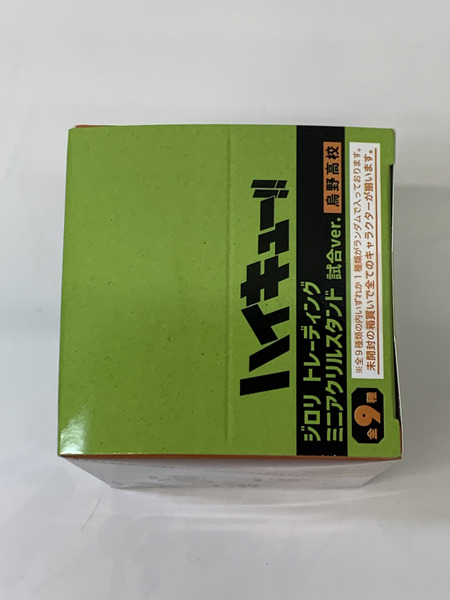 ハイキュー!!
ジロリ トレーディング
ミニアクリルスタンド 試合ver.
烏野高校
全9種
※全9種類の内いずれか1種類がランダムで入っております。
未開封の箱買いで全てのキャラクターが揃います。